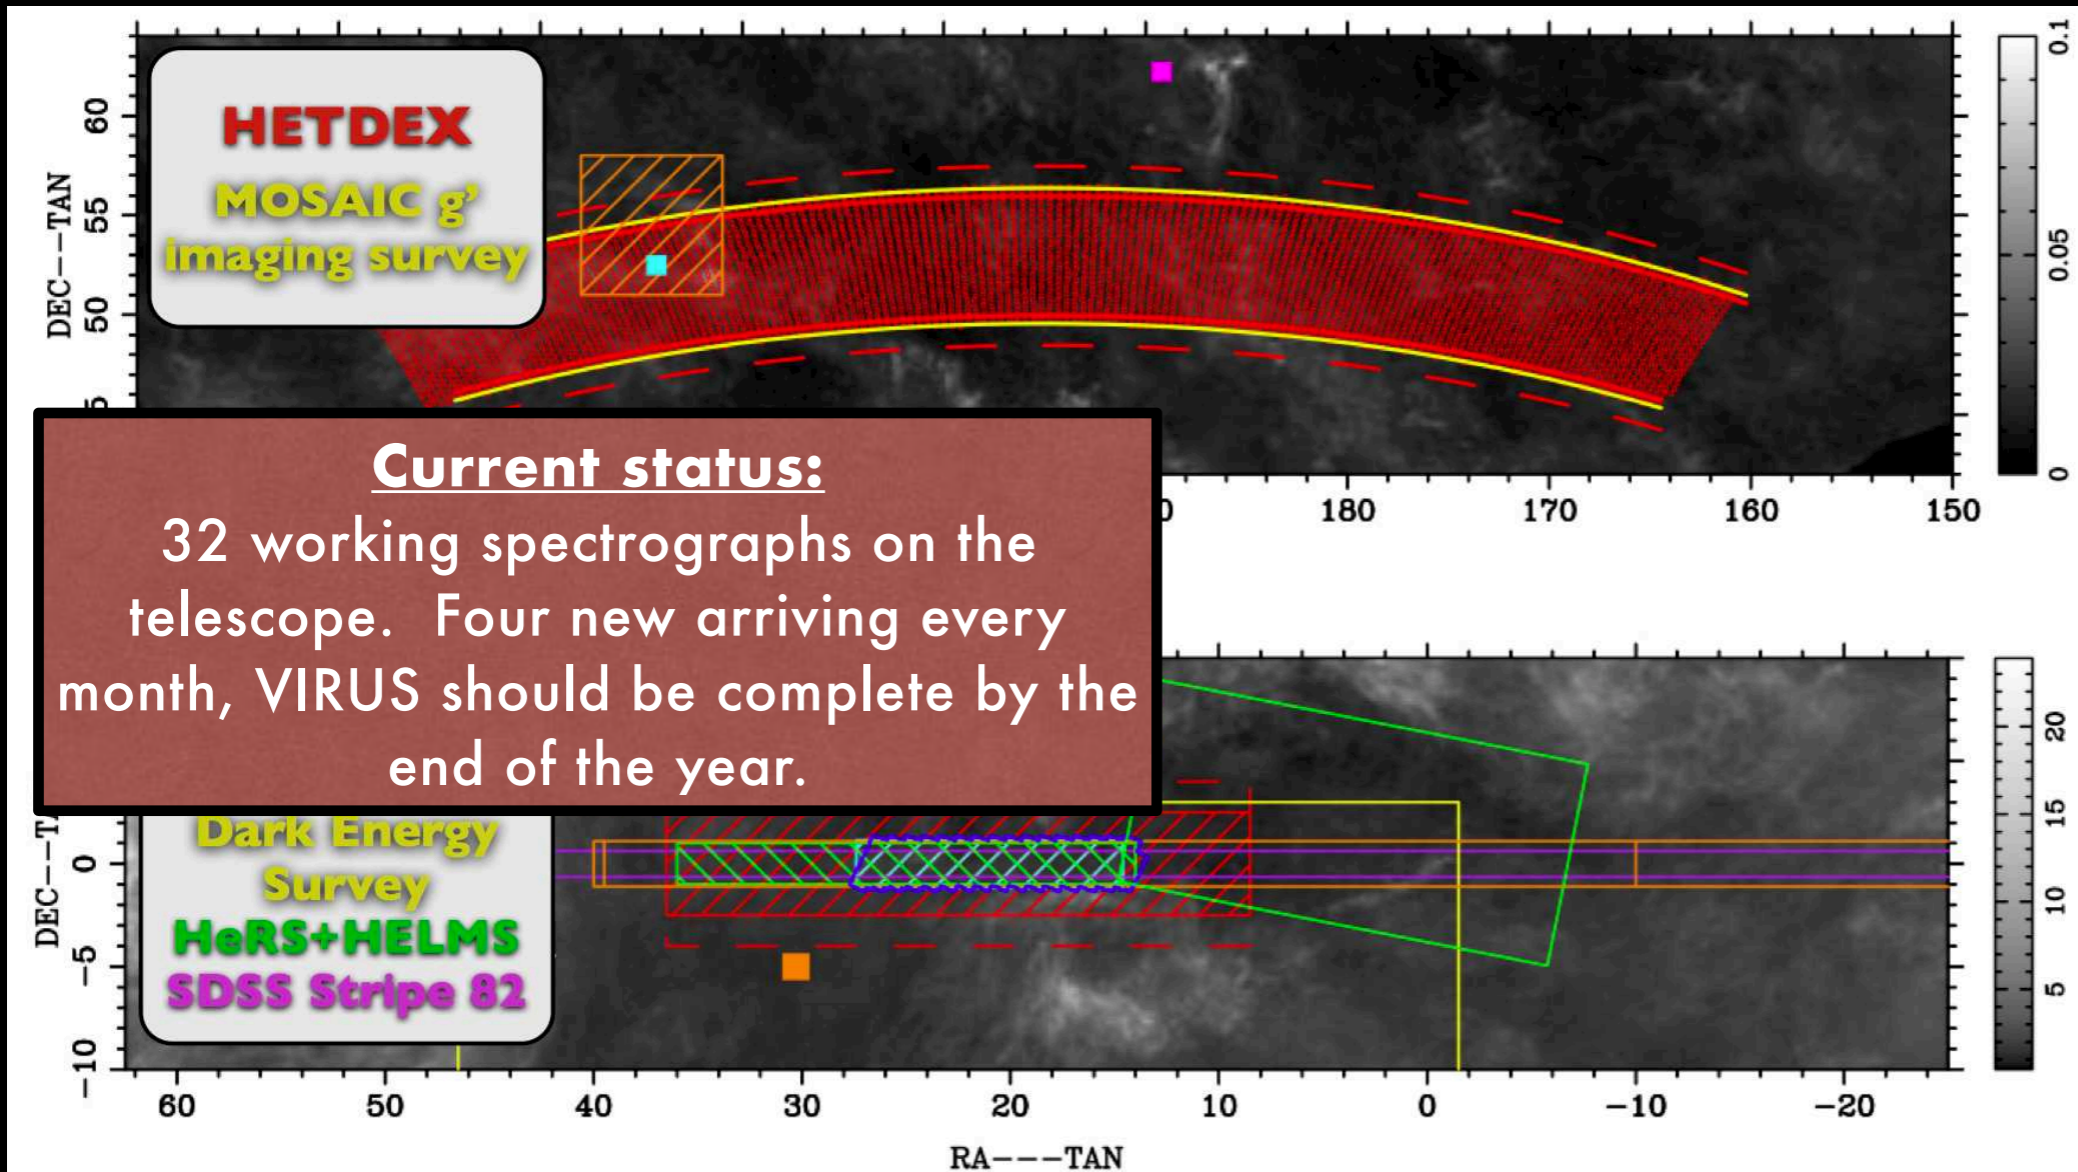 HETDEX
MOSAIC g'
imaging survey
DEC--TAN
60
55
50
5
0.1
0.05
0
0 180 170 160 150
Current status:
32 working spectrographs on the
telescope. Four new arriving every
month, VIRUS should be complete by the
end of the year.
Dark Energy
Survey
HeRS+HELMS
SDSS Stripe 82
DEC--TA
0
-5
-10
20
15
10
5
60 50 40 30 20 10 0 -10 -20
RA---TAN